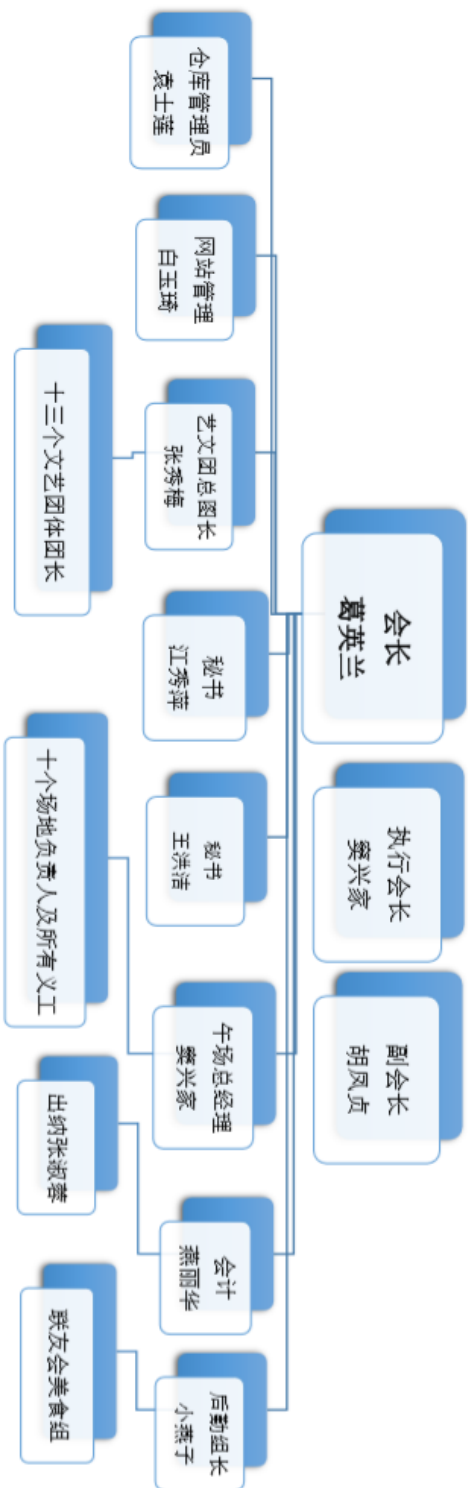 会长
葛英兰
执行会长
窦兴家
副会长
胡凤贞
仓库管理员
袁士莲
网站管理
白玉琦
艺文团总图长
张秀梅
秘书
江秀萍
秘书
王洪洁
午场总经理
窦兴家
会计
燕丽华
后勤组长
小燕子
十三个文艺团体团长
十个场地负责人及所有义工
出纳张淑蓉
联友会美食组